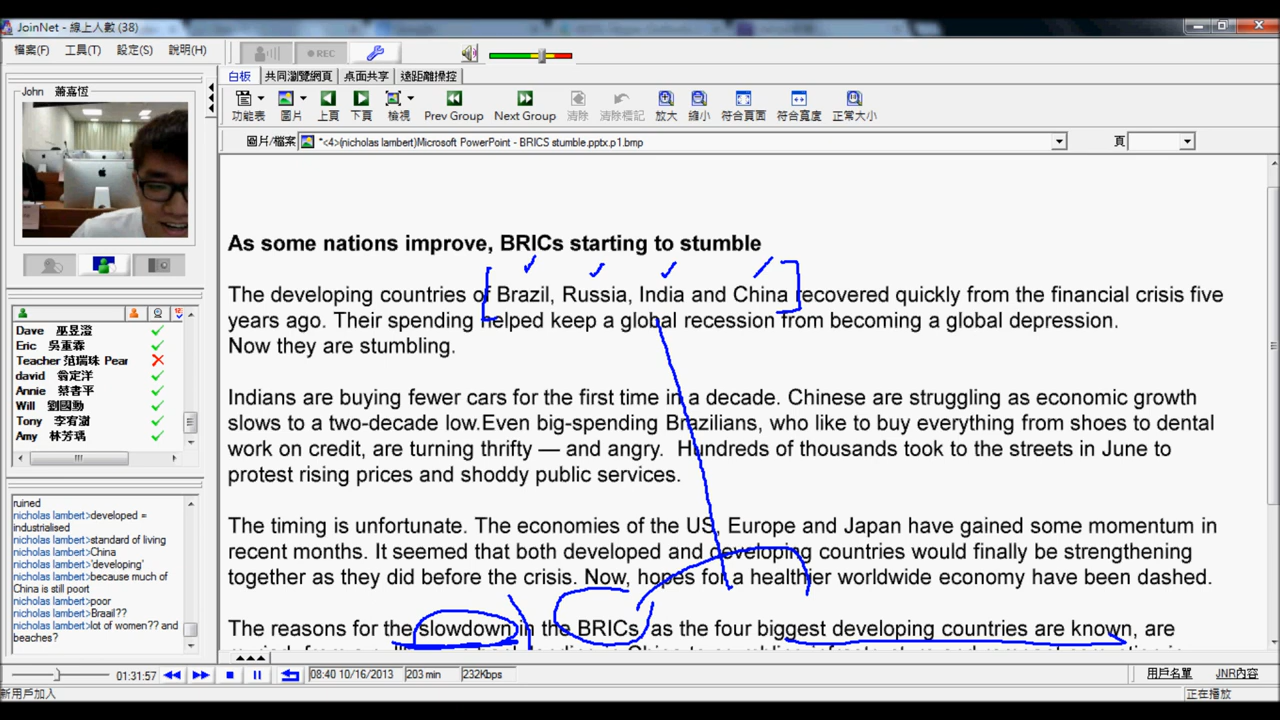 JoinNet - 線上人數 (38)
檔案(F) 工具(T) 設定(S) 說明(H)
REC
John 蕭嘉恆
白板 共同瀏覽網頁 桌面共享 遠距離操控
功能表 圖片 上頁 下頁 檢視 Prev Group Next Group 清除 清除標記 放大 縮小 符合頁面 符合寬度 正常大小
圖片/檔案 *<4>(nicholas lambert)Microsoft PowerPoint - BRICS stumble.pptx.p1.bmp 頁
As some nations improve, BRICs starting to stumble
The developing countries of Brazil, Russia, India and China recovered quickly from the financial crisis five
years ago. Their spending helped keep a global recession from becoming a global depression.
Now they are stumbling.
Indians are buying fewer cars for the first time in a decade. Chinese are struggling as economic growth
slows to a two-decade low.Even big-spending Brazilians, who like to buy everything from shoes to dental
work on credit, are turning thrifty — and angry. Hundreds of thousands took to the streets in June to
protest rising prices and shoddy public services.
The timing is unfortunate. The economies of the US, Europe and Japan have gained some momentum in
recent months. It seemed that both developed and developing countries would finally be strengthening
together as they did before the crisis. Now, hopes for a healthier worldwide economy have been dashed.
The reasons for the slowdown in the BRICs, as the four biggest developing countries are known, are
Dave 巫昱澄
Eric 吳重霖
Teacher 范瑞珠 Pear
david 翁定洋
Annie 蔡書平
Will 劉國勳
Tony 李宥澍
Amy 林芳瑀
ruined
nicholas lambert>developed =
industrialised
nicholas lambert>standard of living
nicholas lambert>China
nicholas lambert>'developing'
nicholas lambert>because much of
China is still poort
nicholas lambert>poor
nicholas lambert>Braail??
nicholas lambert>lot of women?? and
beaches?
01:31:57 08:40 10/16/2013 203 min 232Kbps 用戶名單 JNR內容
新用戶加入 正在播放